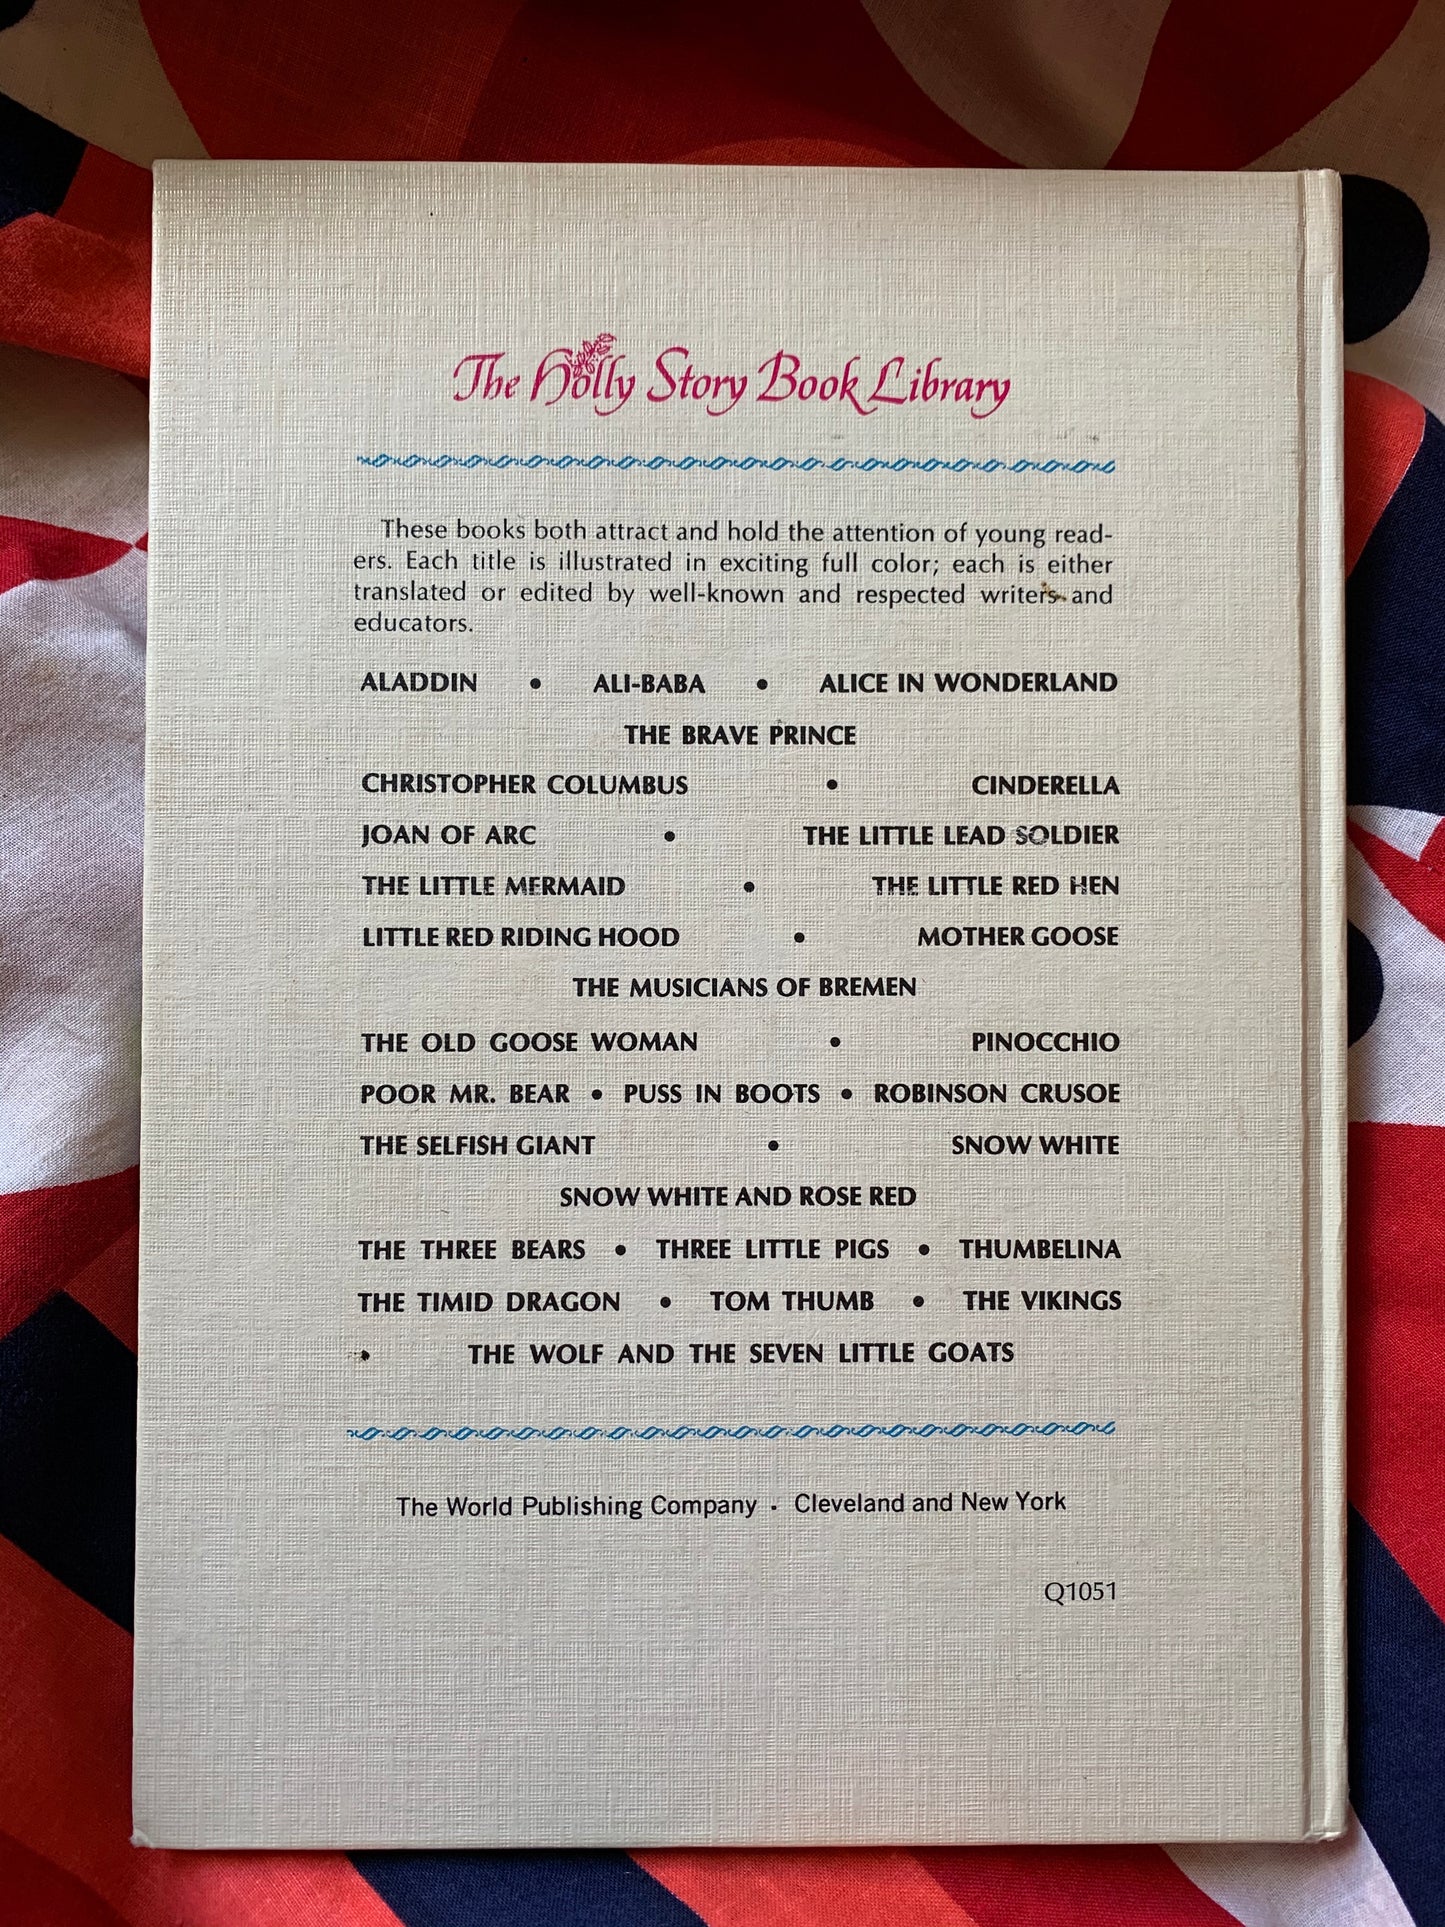 The Holly Story Book Library
These books both attract and hold the attention of young read-
ers. Each title is illustrated in exciting full color; each is either
translated or edited by well-known and respected writers and
educators.
ALADDIN • ALI-BABA • ALICE IN WONDERLAND
THE BRAVE PRINCE
CHRISTOPHER COLUMBUS • CINDERELLA
JOAN OF ARC • THE LITTLE LEAD SOLDIER
THE LITTLE MERMAID • THE LITTLE RED HEN
LITTLE RED RIDING HOOD • MOTHER GOOSE
THE MUSICIANS OF BREMEN
THE OLD GOOSE WOMAN • PINOCCHIO
POOR MR. BEAR • PUSS IN BOOTS • ROBINSON CRUSOE
THE SELFISH GIANT • SNOW WHITE
SNOW WHITE AND ROSE RED
THE THREE BEARS • THREE LITTLE PIGS • THUMBELINA
THE TIMID DRAGON • TOM THUMB • THE VIKINGS
THE WOLF AND THE SEVEN LITTLE GOATS
The World Publishing Company • Cleveland and New York
Q1051